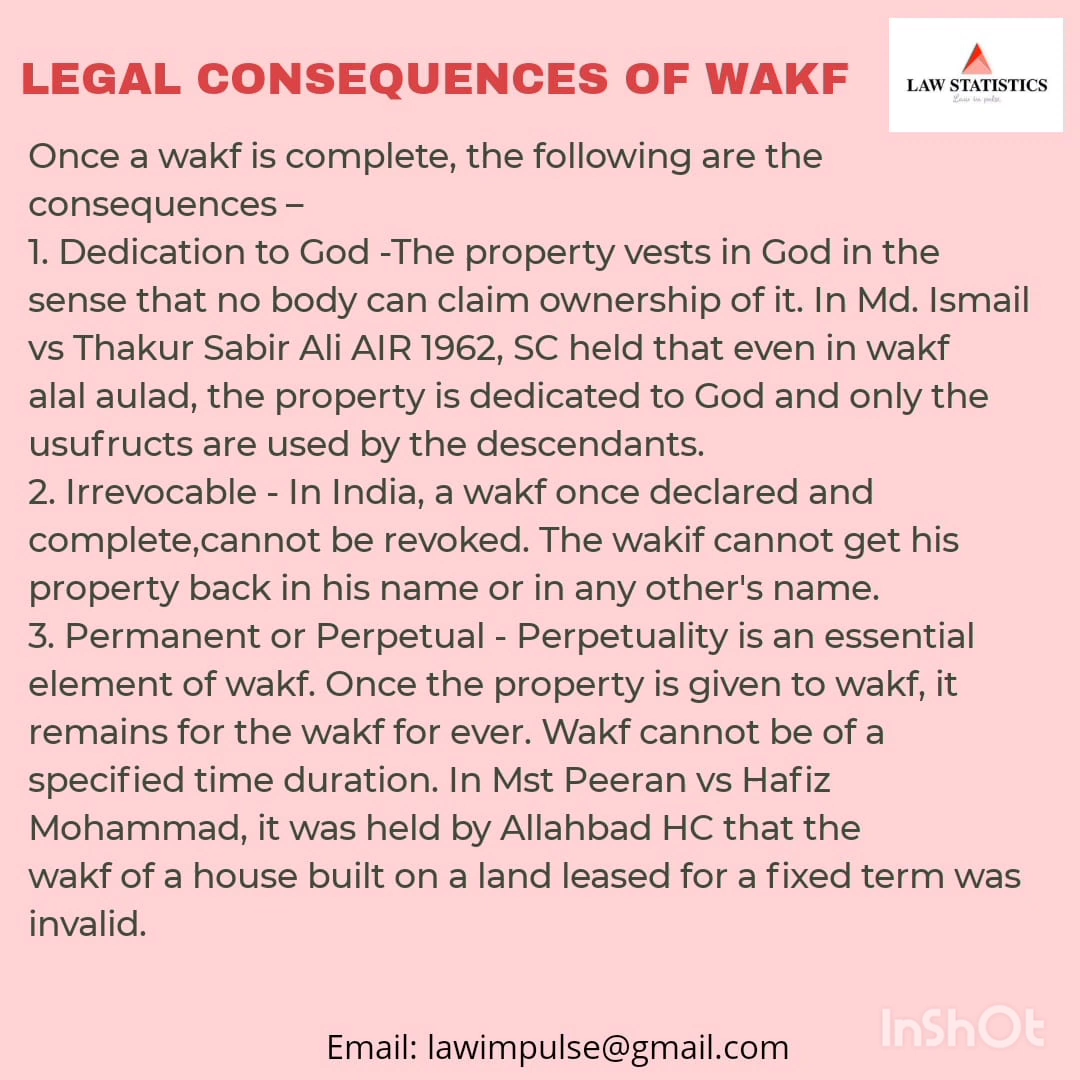 LEGAL CONSEQUENCES OF WAKF
LAW STATISTICS
Law in pulse
Once a wakf is complete, the following are the
consequences –
1. Dedication to God -The property vests in God in the
sense that no body can claim ownership of it. In Md. Ismail
vs Thakur Sabir Ali AIR 1962, SC held that even in wakf
alal aulad, the property is dedicated to God and only the
usufructs are used by the descendants.
2. Irrevocable - In India, a wakf once declared and
complete,cannot be revoked. The wakif cannot get his
property back in his name or in any other's name.
3. Permanent or Perpetual - Perpetuality is an essential
element of wakf. Once the property is given to wakf, it
remains for the wakf for ever. Wakf cannot be of a
specified time duration. In Mst Peeran vs Hafiz
Mohammad, it was held by Allahbad HC that the
wakf of a house built on a land leased for a fixed term was
invalid.
InShOt
Email: lawimpulse@gmail.com